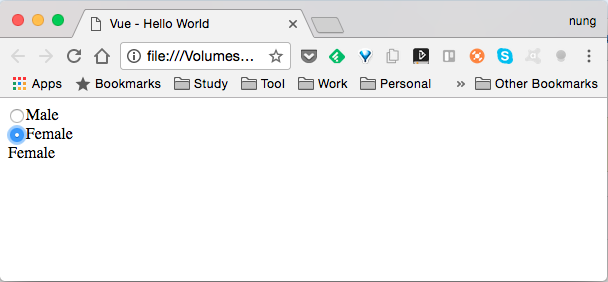 Vue - Hello World
nung
file:///Volumes...
Apps Bookmarks Study Tool Work Personal » Other Bookmarks
Male
Female
Female